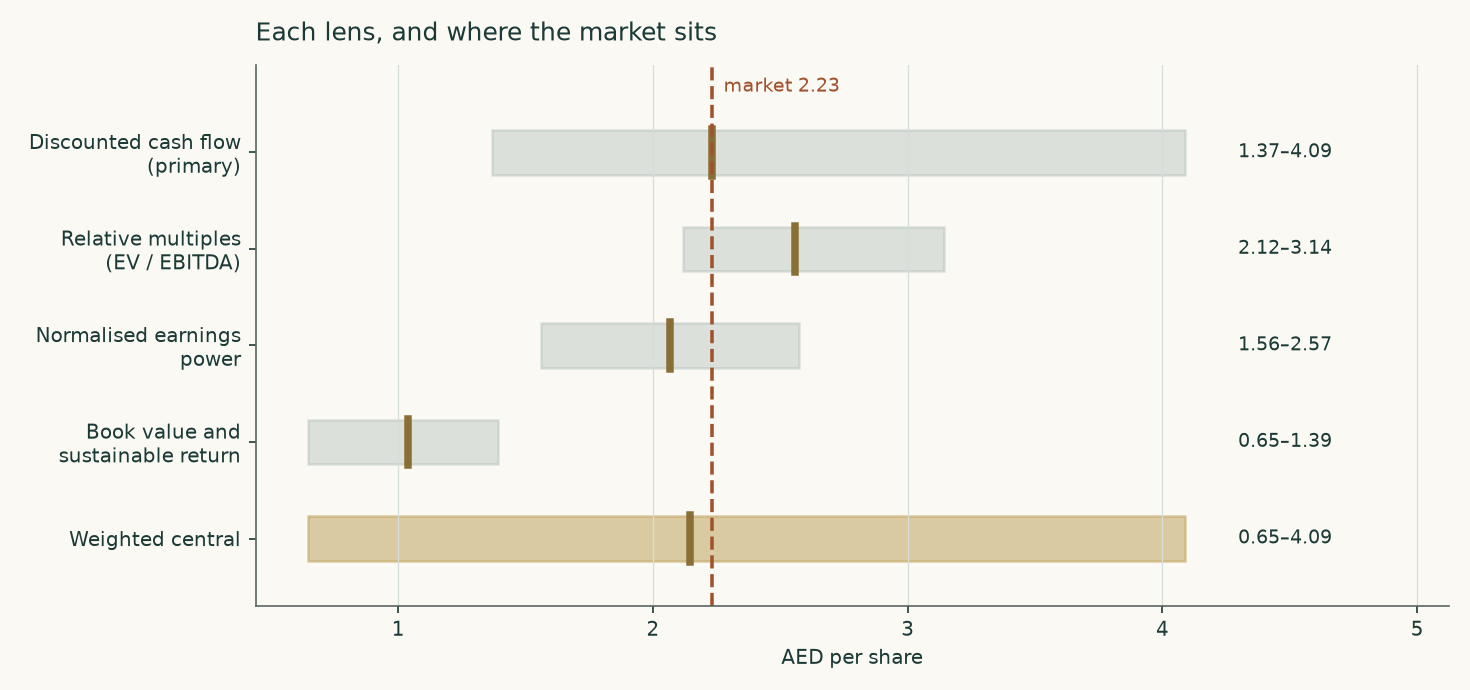 Each lens, and where the market sits
market 2.23
Discounted cash flow
(primary)
1.37–4.09
Relative multiples
(EV / EBITDA)
2.12–3.14
Normalised earnings
power
1.56–2.57
Book value and
sustainable return
0.65–1.39
Weighted central
0.65–4.09
1 2 3 4 5
AED per share